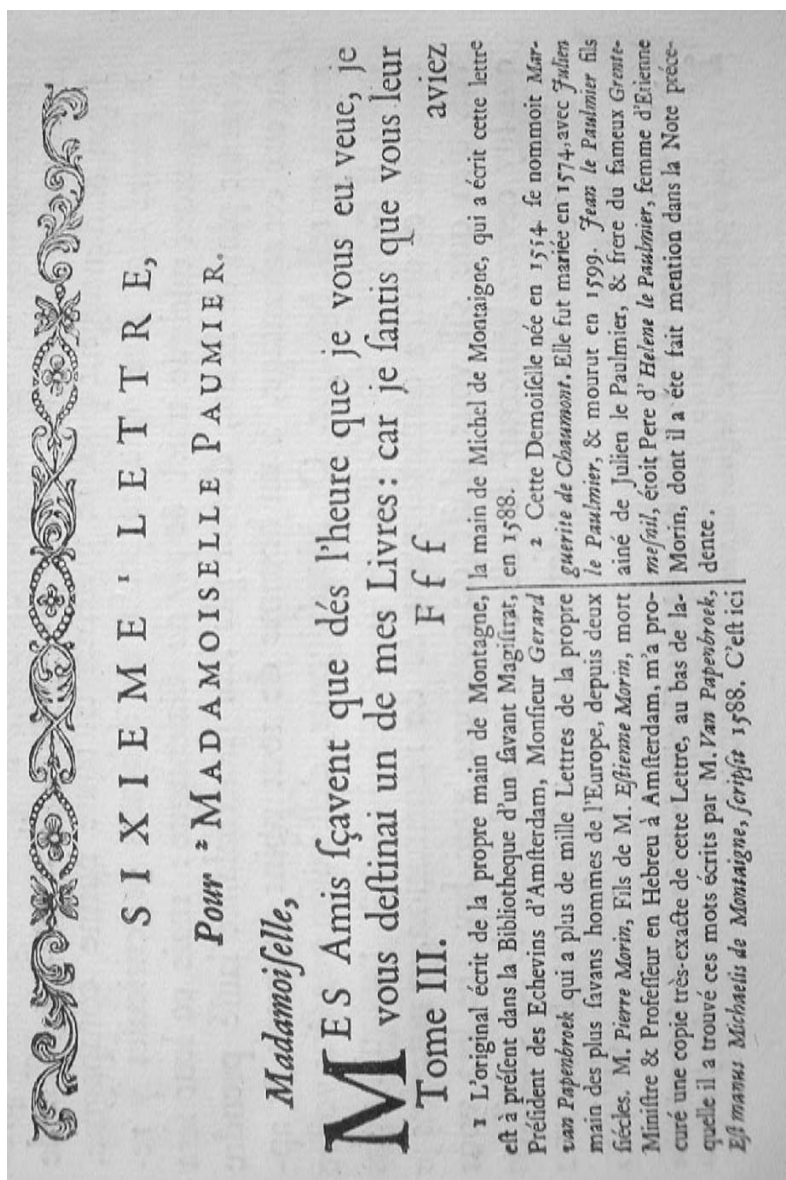 SIXIEME ¹ LETTRE,
Pour ² MADAMOISELLE PAUMIER.
Madamoiſelle,
MES Amis ſçavent que dés l'heure que je vous eu veue, je
vous deſtinai un de mes Livres: car je ſantis que vous leur
Tome III. Fff aviez
1 L'original écrit de la propre main de Montagne,
eſt à préſent dans la Bibliotheque d'un ſavant Magiſtrat,
Préſident des Echevins d'Amſterdam, Monſieur Gerard
van Papenbroek qui a plus de mille Lettres de la propre
main des plus ſavans hommes de l'Europe, depuis deux
ſiécles. M. Pierre Morin, Fils de M. Eſtienne Morin, mort
Miniſtre & Profeſſeur en Hebreu à Amſterdam, m'a pro-
curé une copie très-exacte de cette Lettre, au bas de la-
quelle il a trouvé ces mots écrits par M. Van Papenbroek,
Eſt manus Michaelis de Montaigne, ſcripſit 1588. C'eſt ici
la main de Michel de Montaigne, qui a écrit cette lettre
en 1588.
2 Cette Demoiſelle née en 1554. ſe nommoit Mar-
guerite de Chaumont. Elle fut mariée en 1574, avec Julien
le Paulmier, & mourut en 1599. Jean le Paulmier fils
ainé de Julien le Paulmier, & frere du fameux Grente-
meſnil, étoit Pere d'Helene le Paulmier, femme d'Etienne
Morin, dont il a été fait mention dans la Note préce-
dente.